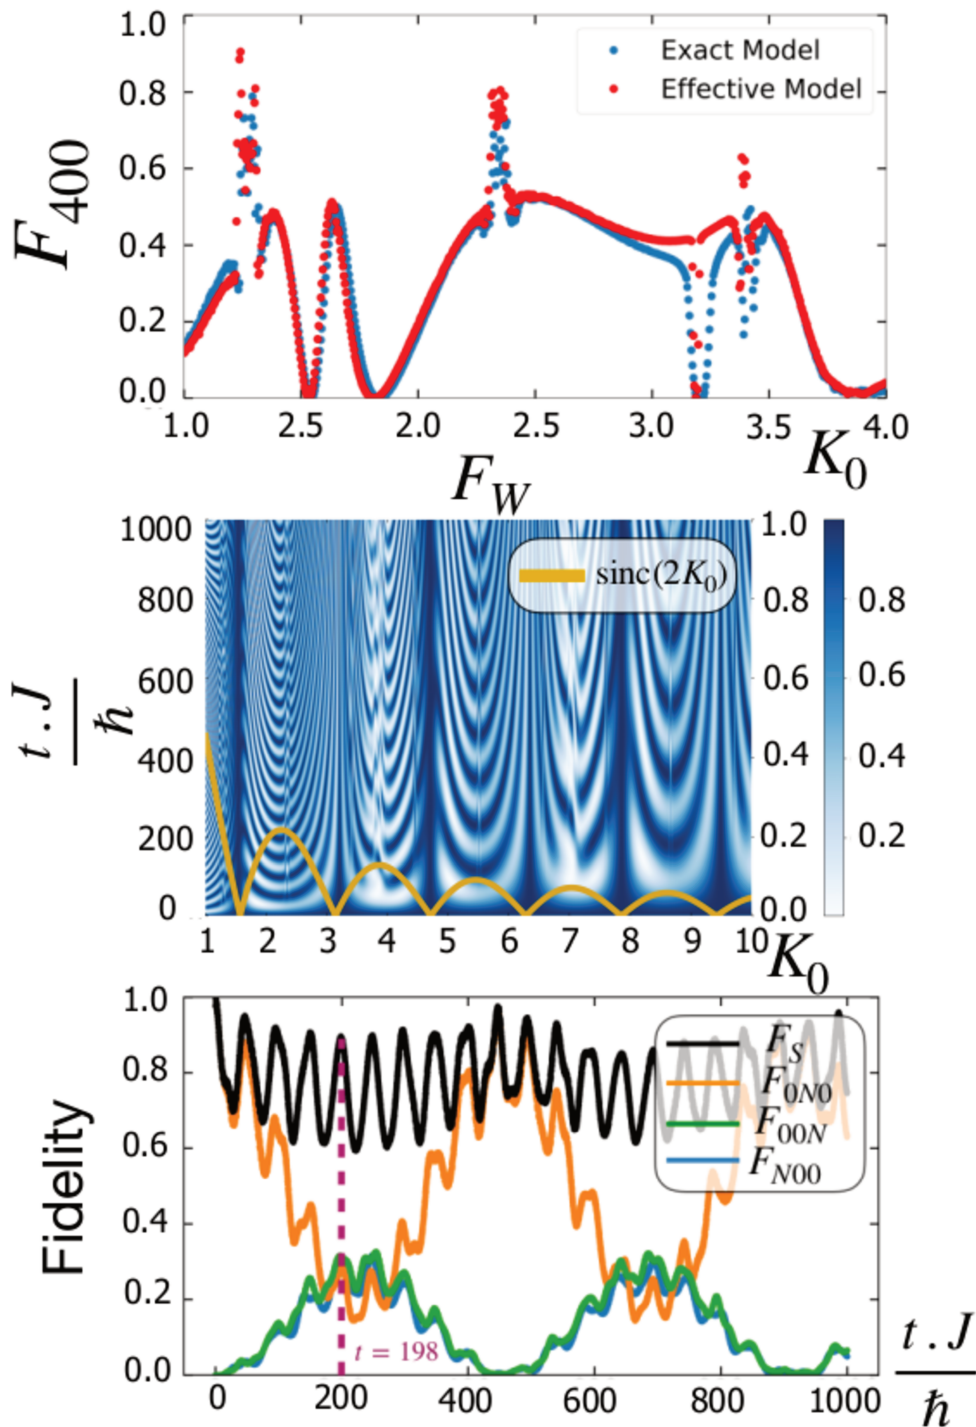 1.0
Exact Model
Effective Model
0.8
0.6
0.4
0.2
0.0
F400
1.0 2.5 2.0 2.5 3.0 3.5 4.0
K0
FW
1000
800
600
400
200
0
t . J
ħ
sinc(2K0)
1.0
0.8
0.6
0.4
0.2
0.0
0.8
0.6
0.4
0.2
1 2 3 4 5 6 7 8 9 10
K0
1.0
0.8
0.6
0.4
0.2
0.0
Fidelity
FS
F0N0
F00N
FN00
t = 198
0 200 400 600 800 1000
t . J
ħ